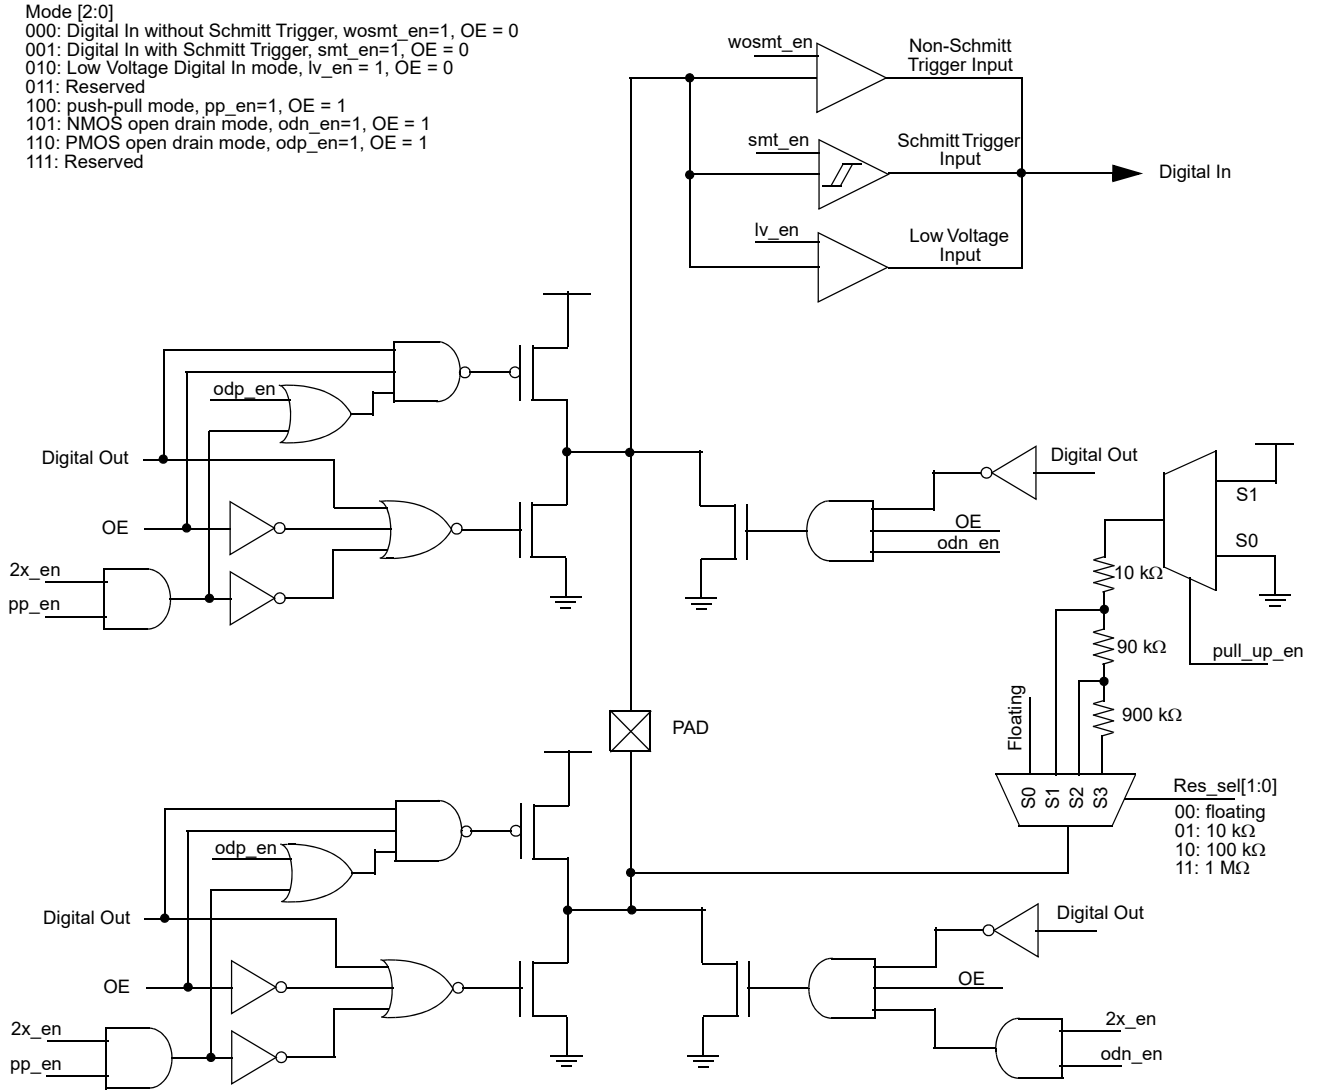 Mode [2:0]
000: Digital In without Schmitt Trigger, wosmt_en=1, OE = 0
001: Digital In with Schmitt Trigger, smt_en=1, OE = 0
010: Low Voltage Digital In mode, lv_en = 1, OE = 0
011: Reserved
100: push-pull mode, pp_en=1, OE = 1
101: NMOS open drain mode, odn_en=1, OE = 1
110: PMOS open drain mode, odp_en=1, OE = 1
111: Reserved
wosmt_en
Non-Schmitt
Trigger Input
smt_en
Schmitt Trigger
Input
Digital In
lv_en
Low Voltage
Input
odp_en
Digital Out
OE
2x_en
pp_en
Digital Out
OE
odn_en
S1
S0
10 kΩ
90 kΩ
900 kΩ
pull_up_en
Floating
PAD
S0
S1
S2
S3
Res_sel[1:0]
00: floating
01: 10 kΩ
10: 100 kΩ
11: 1 MΩ
odp_en
Digital Out
OE
2x_en
pp_en
Digital Out
OE
2x_en
odn_en